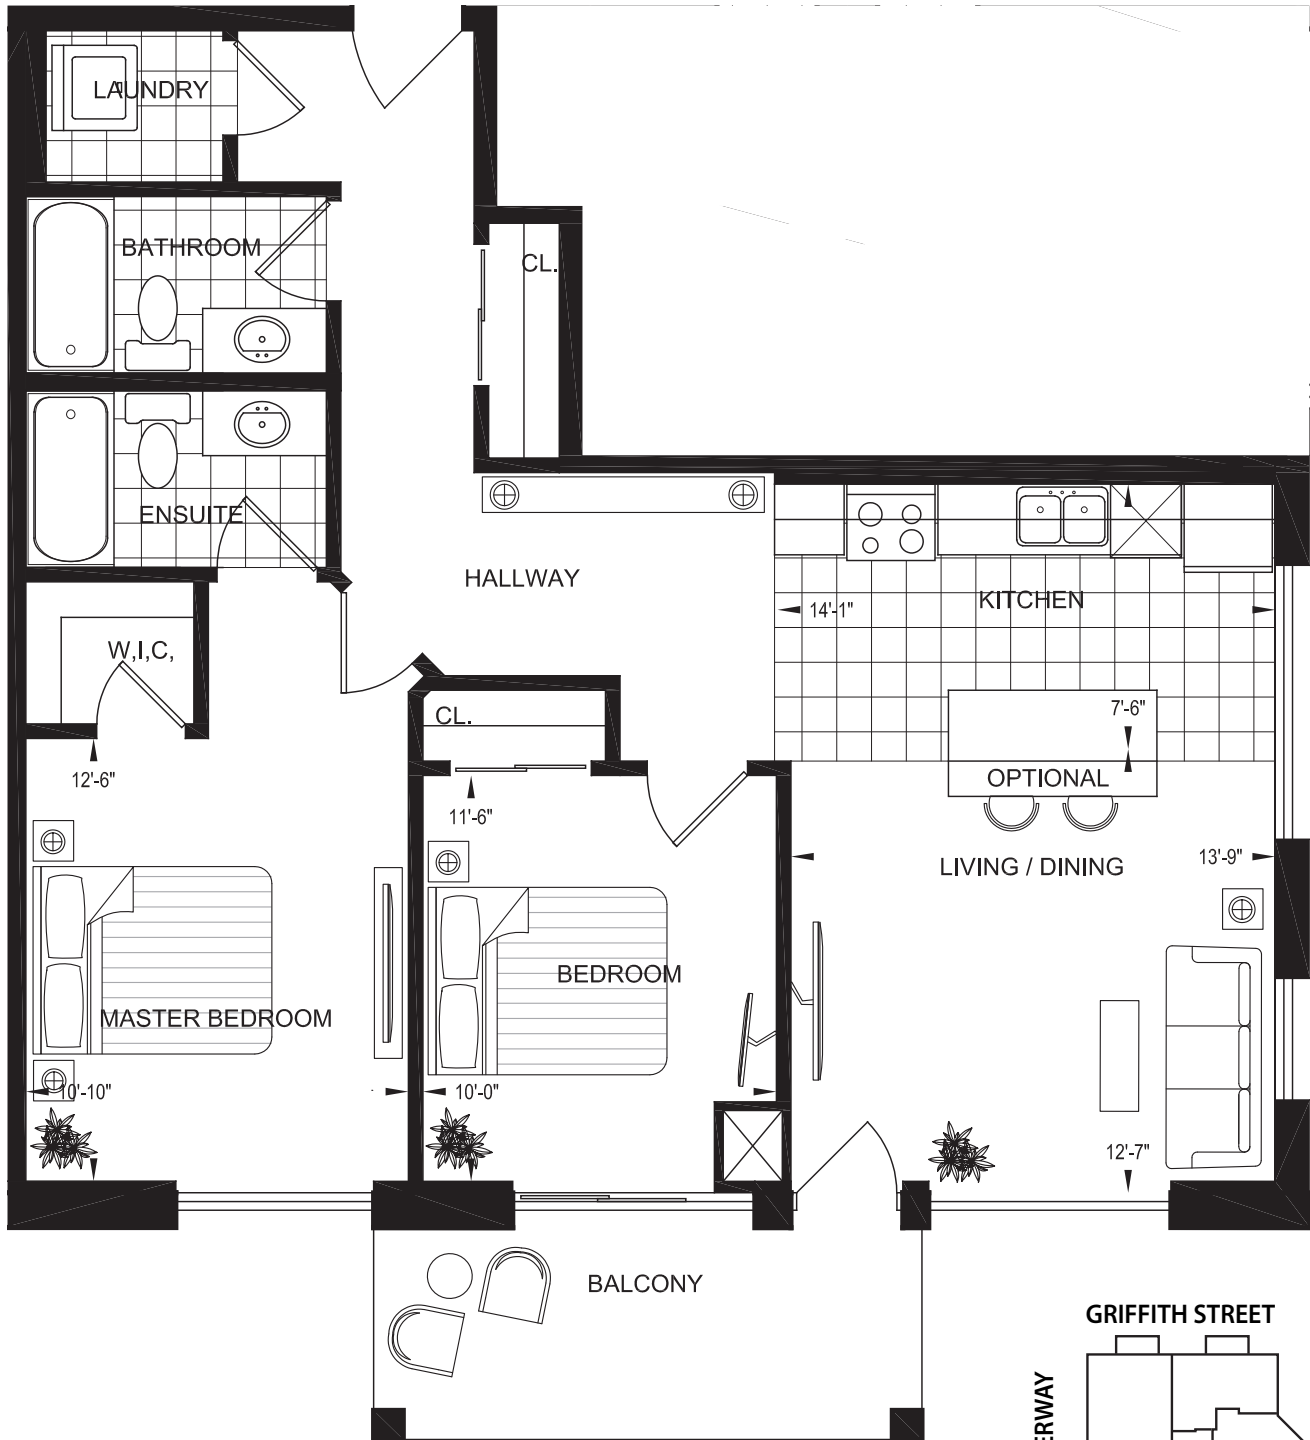 LAUNDRY
BATHROOM
CL.
ENSUITE
HALLWAY
KITCHEN
14'-1"
W,I,C,
CL.
7'-6"
12'-6"
OPTIONAL
11'-6"
LIVING / DINING
13'-9"
BEDROOM
MASTER BEDROOM
10'-10"
10'-0"
12'-7"
BALCONY
GRIFFITH STREET